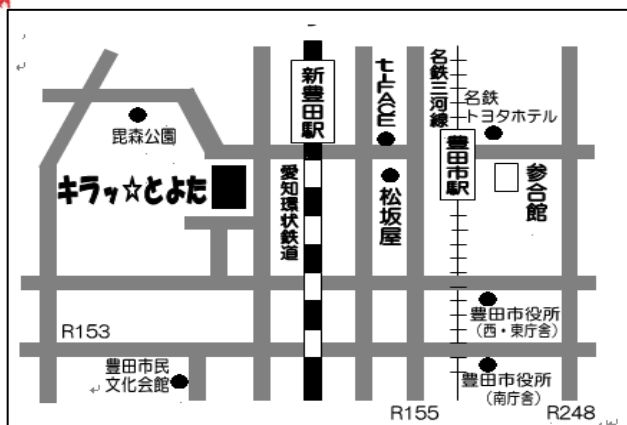 新豊田駅
t-FACE
名鉄三河線
名鉄
トヨタホテル
毘森公園
豊田市駅
参合館
キラッ☆とよた
愛知環状鉄道
松坂屋
豊田市役所
(西・東庁舎)
R153
豊田市民
文化会館
豊田市役所
(南庁舎)
R155
R248